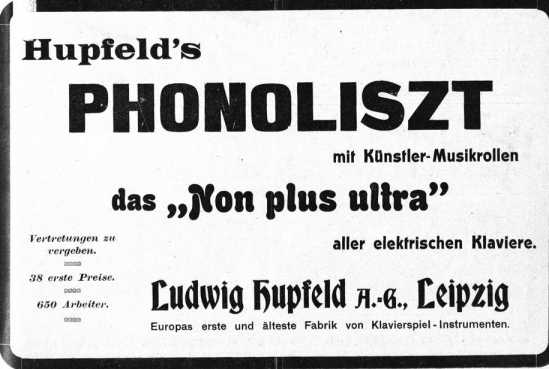 Hupfeld's
PHONOLISZT
mit Künstler-Musikrollen
das „Non plus ultra”
aller elektrischen Klaviere.
Vertretungen zu
vergeben.
38 erste Preise.
650 Arbeiter.
Ludwig Hupfeld A.-G., Leipzig
Europas erste und älteste Fabrik von Klavierspiel-Instrumenten.